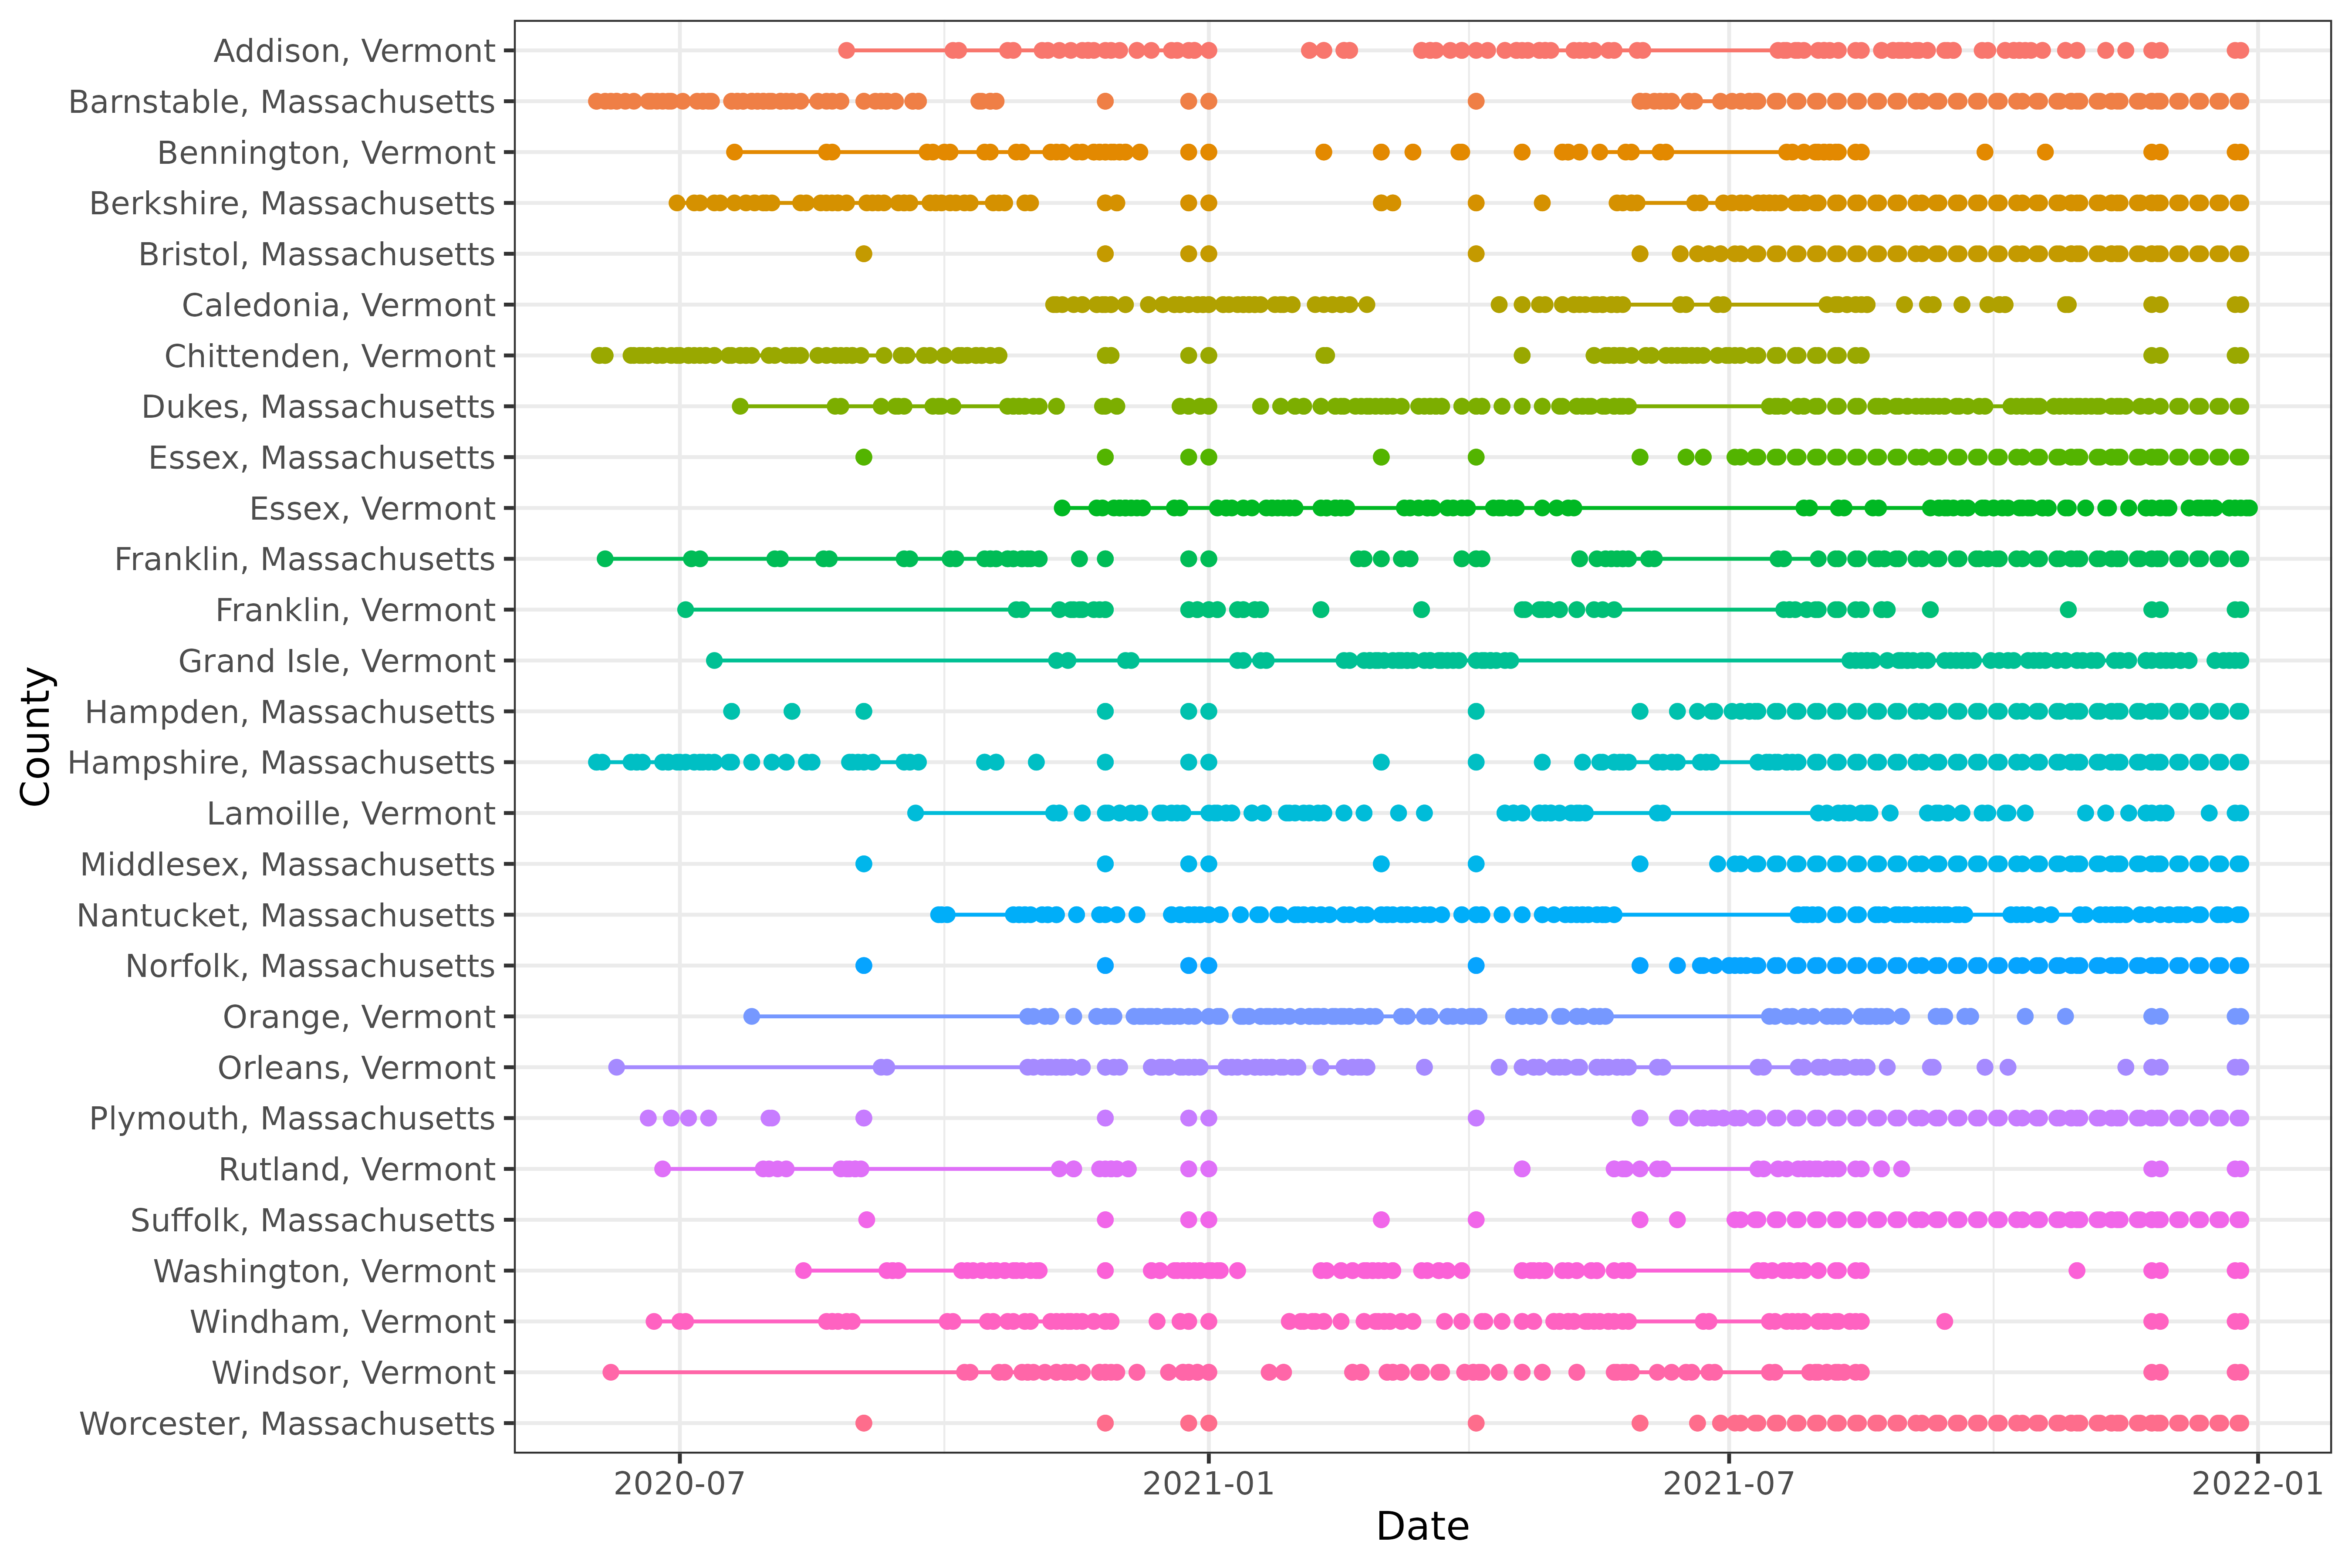 County
Addison, Vermont
Barnstable, Massachusetts
Bennington, Vermont
Berkshire, Massachusetts
Bristol, Massachusetts
Caledonia, Vermont
Chittenden, Vermont
Dukes, Massachusetts
Essex, Massachusetts
Essex, Vermont
Franklin, Massachusetts
Franklin, Vermont
Grand Isle, Vermont
Hampden, Massachusetts
Hampshire, Massachusetts
Lamoille, Vermont
Middlesex, Massachusetts
Nantucket, Massachusetts
Norfolk, Massachusetts
Orange, Vermont
Orleans, Vermont
Plymouth, Massachusetts
Rutland, Vermont
Suffolk, Massachusetts
Washington, Vermont
Windham, Vermont
Windsor, Vermont
Worcester, Massachusetts
2020-07 2021-01 2021-07 2022-01
Date